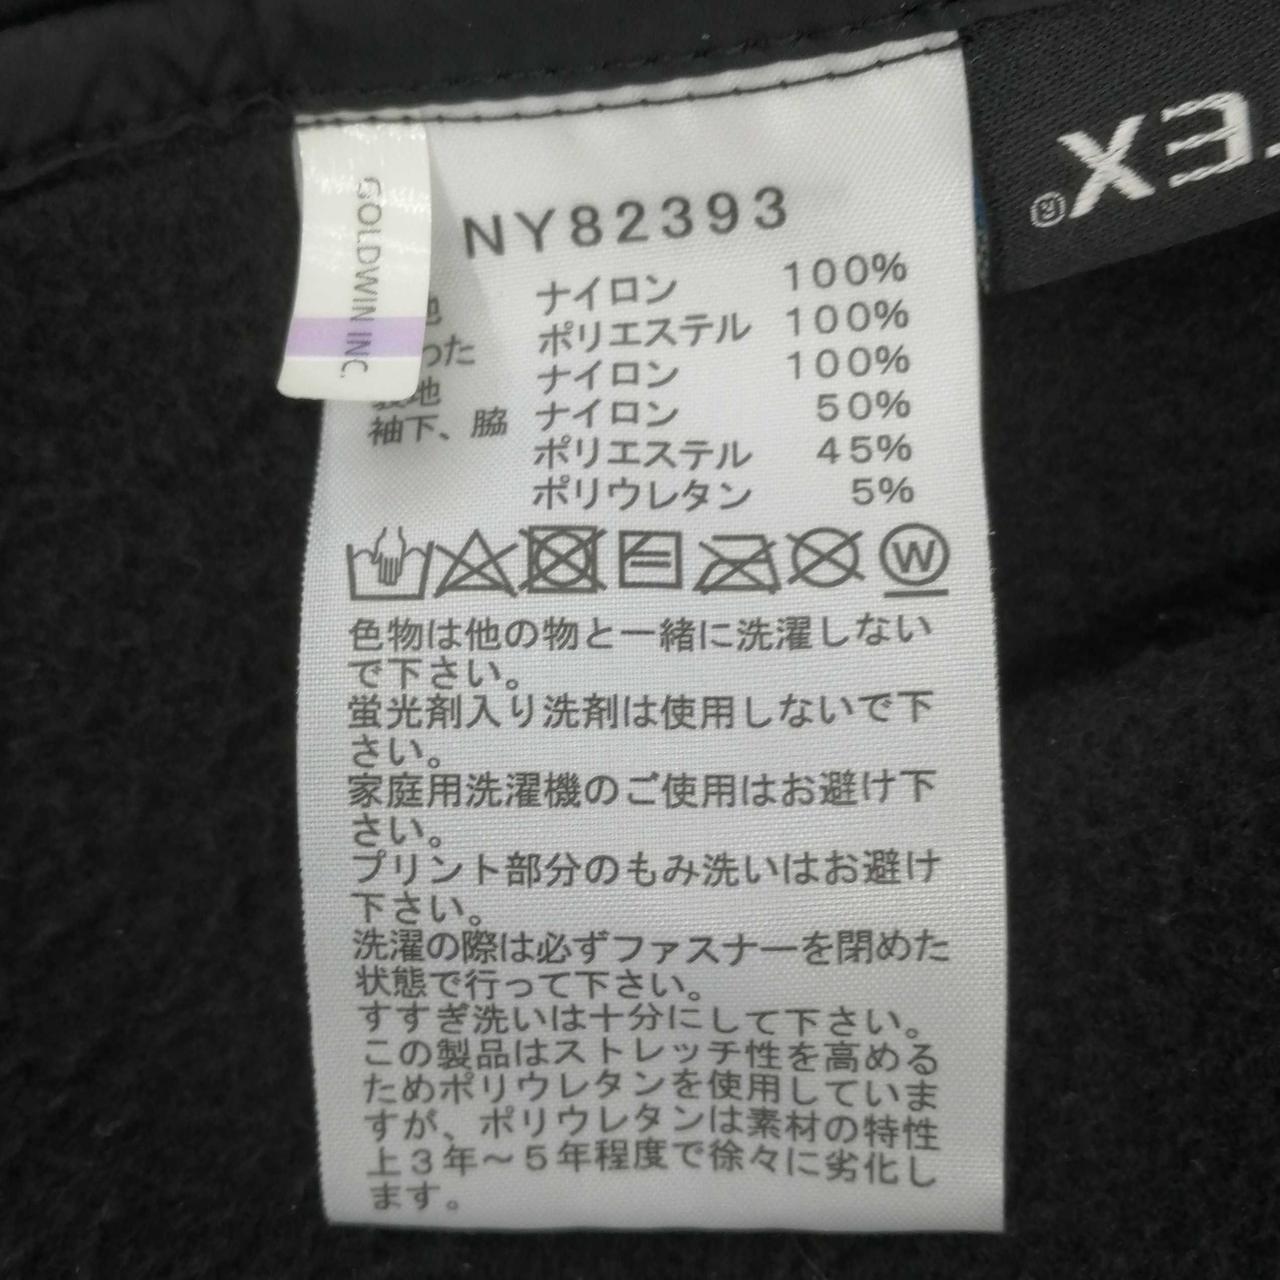 GOLDWIN INC.
NY82393
ナイロン 100%
ポリエステル 100%
った
ナイロン 100%
地
ナイロン 50%
袖下、脇
ポリエステル 45%
ポリウレタン 5%
W
色物は他の物と一緒に洗濯しない
で下さい。
蛍光剤入り洗剤は使用しないで下
さい。
家庭用洗濯機のご使用はお避け下
さい。
プリント部分のもみ洗いはお避け
下さい。
洗濯の際は必ずファスナーを閉めた
状態で行って下さい。
すすぎ洗いは十分にして下さい。
この製品はストレッチ性を高める
ためポリウレタンを使用していま
すが、ポリウレタンは素材の特性
上3年～5年程度で徐々に劣化し
ます。
EX®